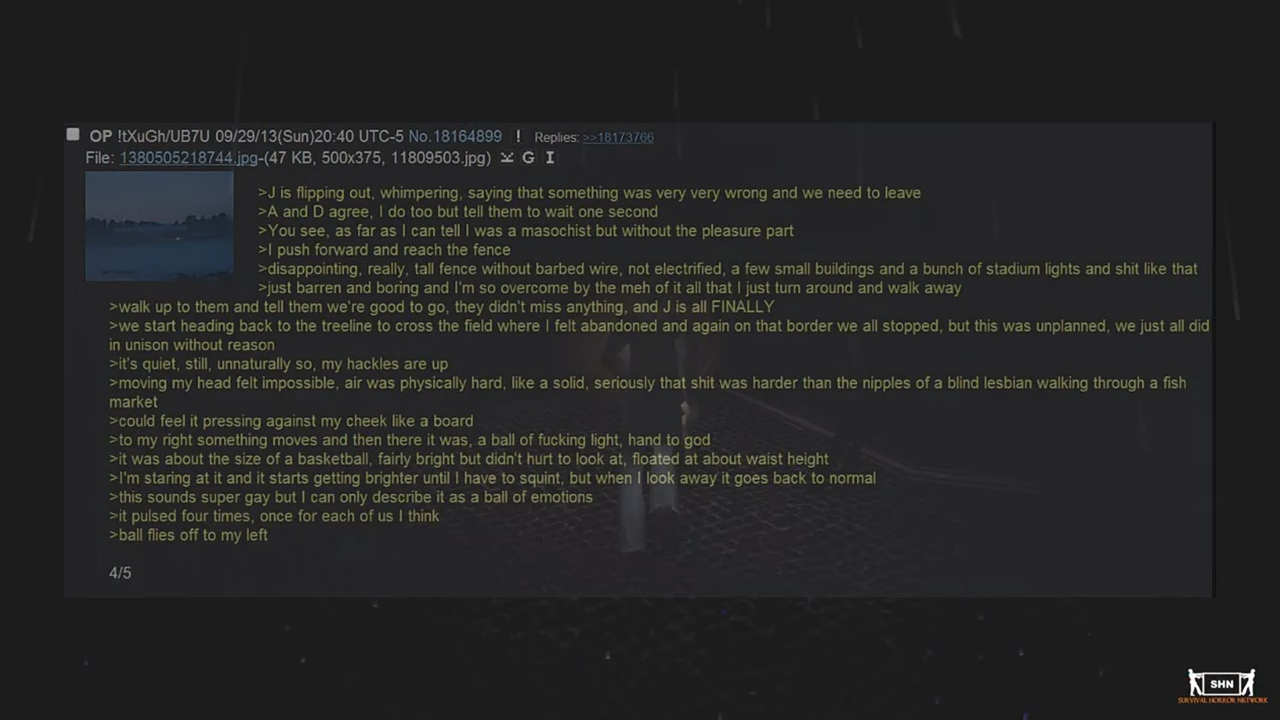 OP !tXuGh/UB7U 09/29/13(Sun)20:40 UTC-5 No.18164899 ! Replies: >>18173766
File: 1380505218744.jpg-(47 KB, 500x375, 11809503.jpg) G I
>J is flipping out, whimpering, saying that something was very very wrong and we need to leave
>A and D agree, I do too but tell them to wait one second
>You see, as far as I can tell I was a masochist but without the pleasure part
>I push forward and reach the fence
>disappointing, really, tall fence without barbed wire, not electrified, a few small buildings and a bunch of stadium lights and shit like that
>just barren and boring and I'm so overcome by the meh of it all that I just turn around and walk away
>walk up to them and tell them we're good to go, they didn't miss anything, and J is all FINALLY
>we start heading back to the treeline to cross the field where I felt abandoned and again on that border we all stopped, but this was unplanned, we just all did
in unison without reason
>it's quiet, still, unnaturally so, my hackles are up
>moving my head felt impossible, air was physically hard, like a solid, seriously that shit was harder than the nipples of a blind lesbian walking through a fish
market
>could feel it pressing against my cheek like a board
>to my right something moves and then there it was, a ball of fucking light, hand to god
>it was about the size of a basketball, fairly bright but didn't hurt to look at, floated at about waist height
>I'm staring at it and it starts getting brighter until I have to squint, but when I look away it goes back to normal
>this sounds super gay but I can only describe it as a ball of emotions
>it pulsed four times, once for each of us I think
>ball flies off to my left
4/5
SHN
SURVIVAL HORROR NETWORK